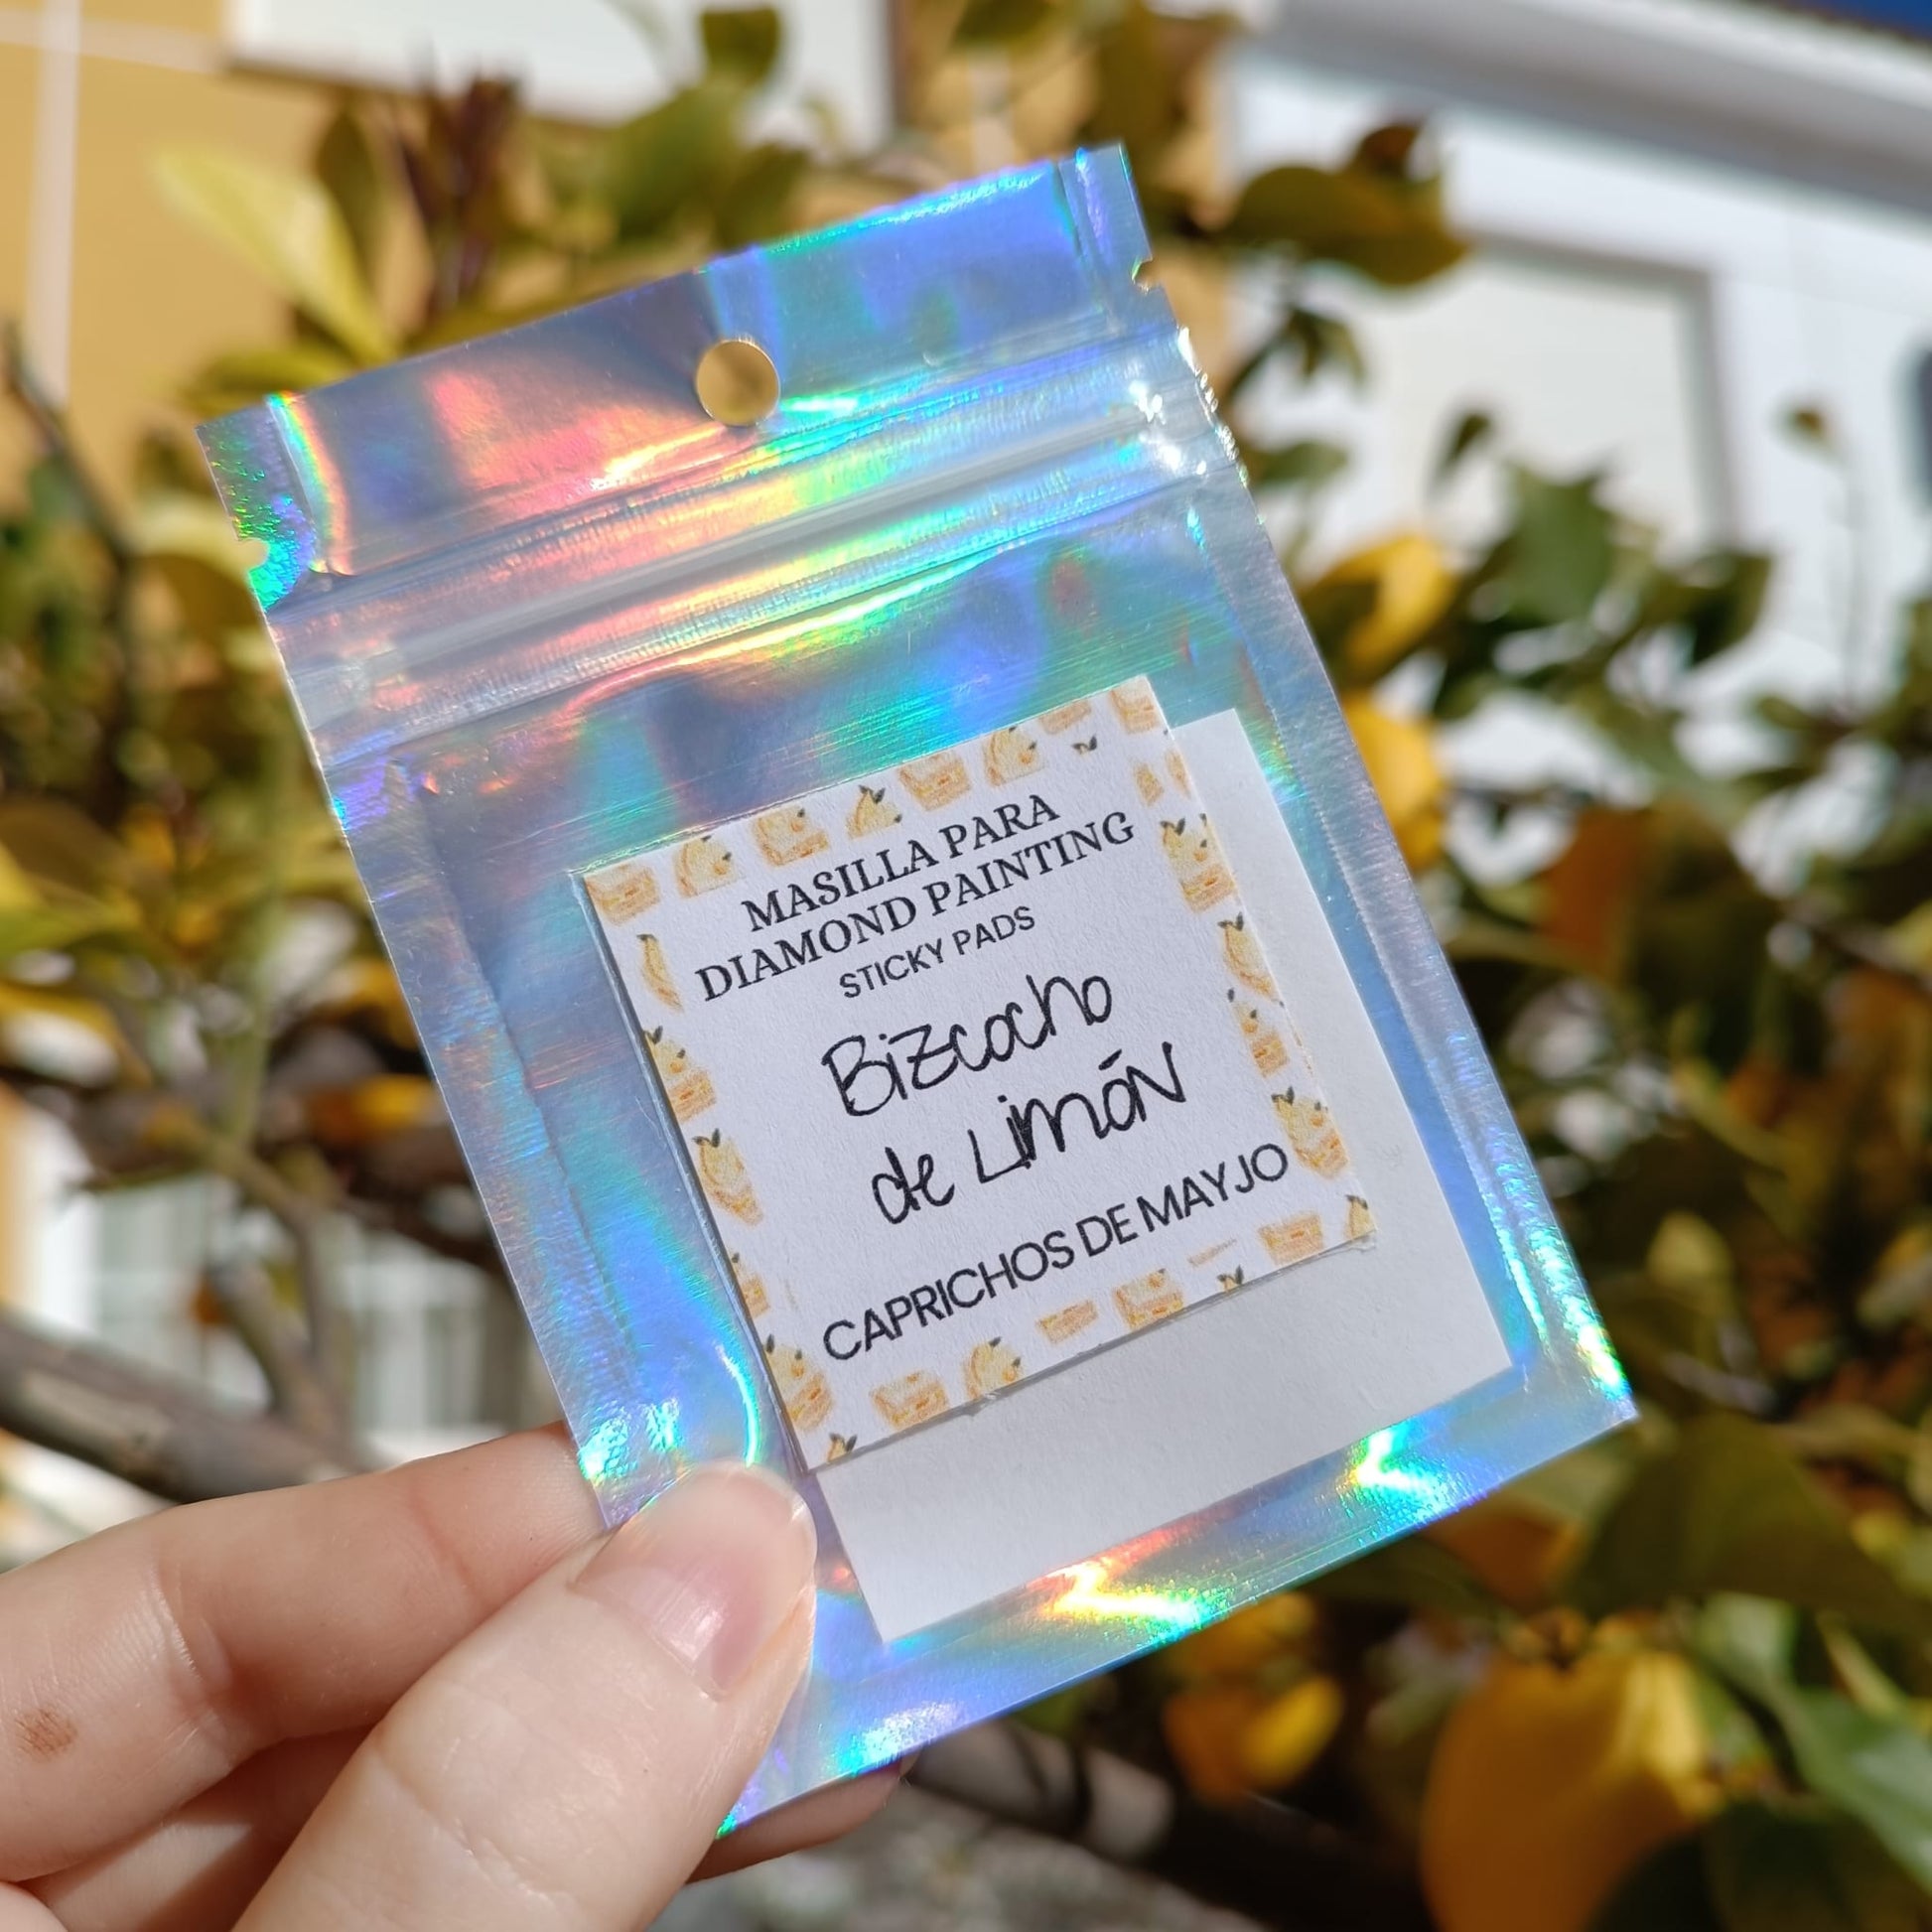 MASILLA PARA
DIAMOND PAINTING
STICKY PADS
Bizcocho
de Limón
CAPRICHOS DE MAYJO